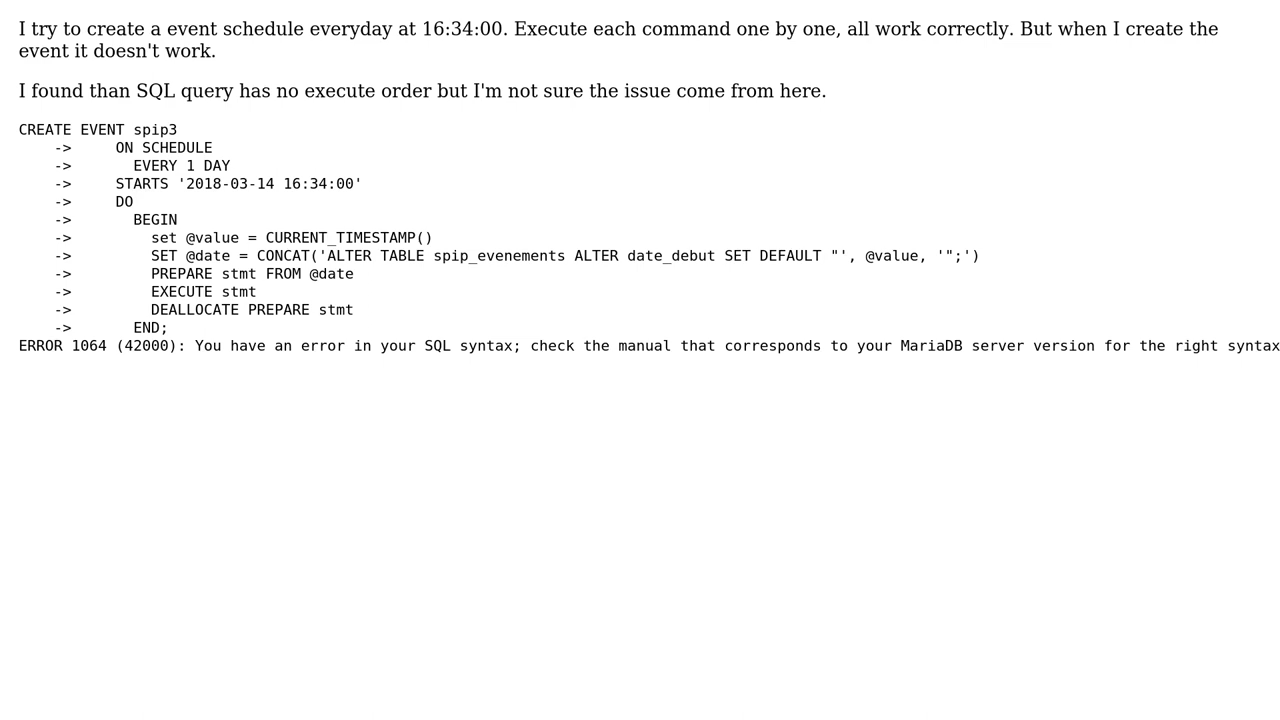 I try to create a event schedule everyday at 16:34:00. Execute each command one by one, all work correctly. But when I create the
event it doesn't work.
I found than SQL query has no execute order but I'm not sure the issue come from here.
CREATE EVENT spip3
    ->     ON SCHEDULE
    ->       EVERY 1 DAY
    ->     STARTS '2018-03-14 16:34:00'
    ->     DO
    ->       BEGIN
    ->         set @value = CURRENT_TIMESTAMP()
    ->         SET @date = CONCAT('ALTER TABLE spip_evenements ALTER date_debut SET DEFAULT "', @value, '";')
    ->         PREPARE stmt FROM @date
    ->         EXECUTE stmt
    ->         DEALLOCATE PREPARE stmt
    ->       END;
ERROR 1064 (42000): You have an error in your SQL syntax; check the manual that corresponds to your MariaDB server version for the right syntax